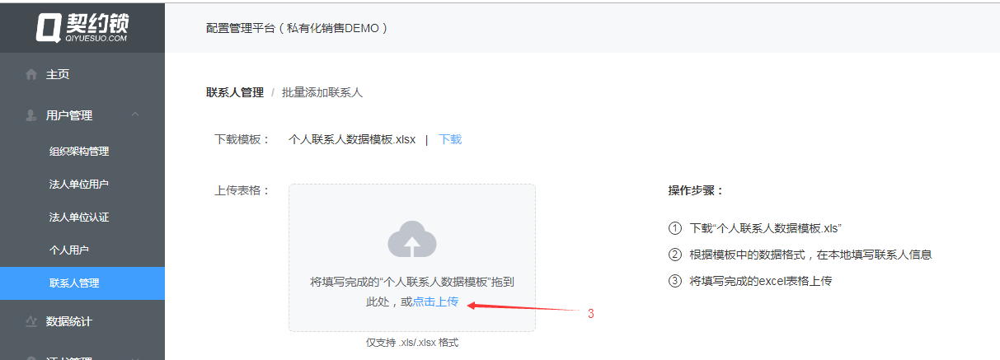 契约锁
QIYUESUO.COM
配置管理平台（私有化销售DEMO）
主页
用户管理
组织架构管理
法人单位用户
法人单位认证
个人用户
联系人管理
数据统计
联系人管理 / 批量添加联系人
下载模板： 个人联系人数据模板.xlsx | 下载
上传表格：
将填写完成的“个人联系人数据模板”拖到
此处，或点击上传
3
仅支持 .xls/.xlsx 格式
操作步骤：
① 下载“个人联系人数据模板.xls”
② 根据模板中的数据格式，在本地填写联系人信息
③ 将填写完成的excel表格上传